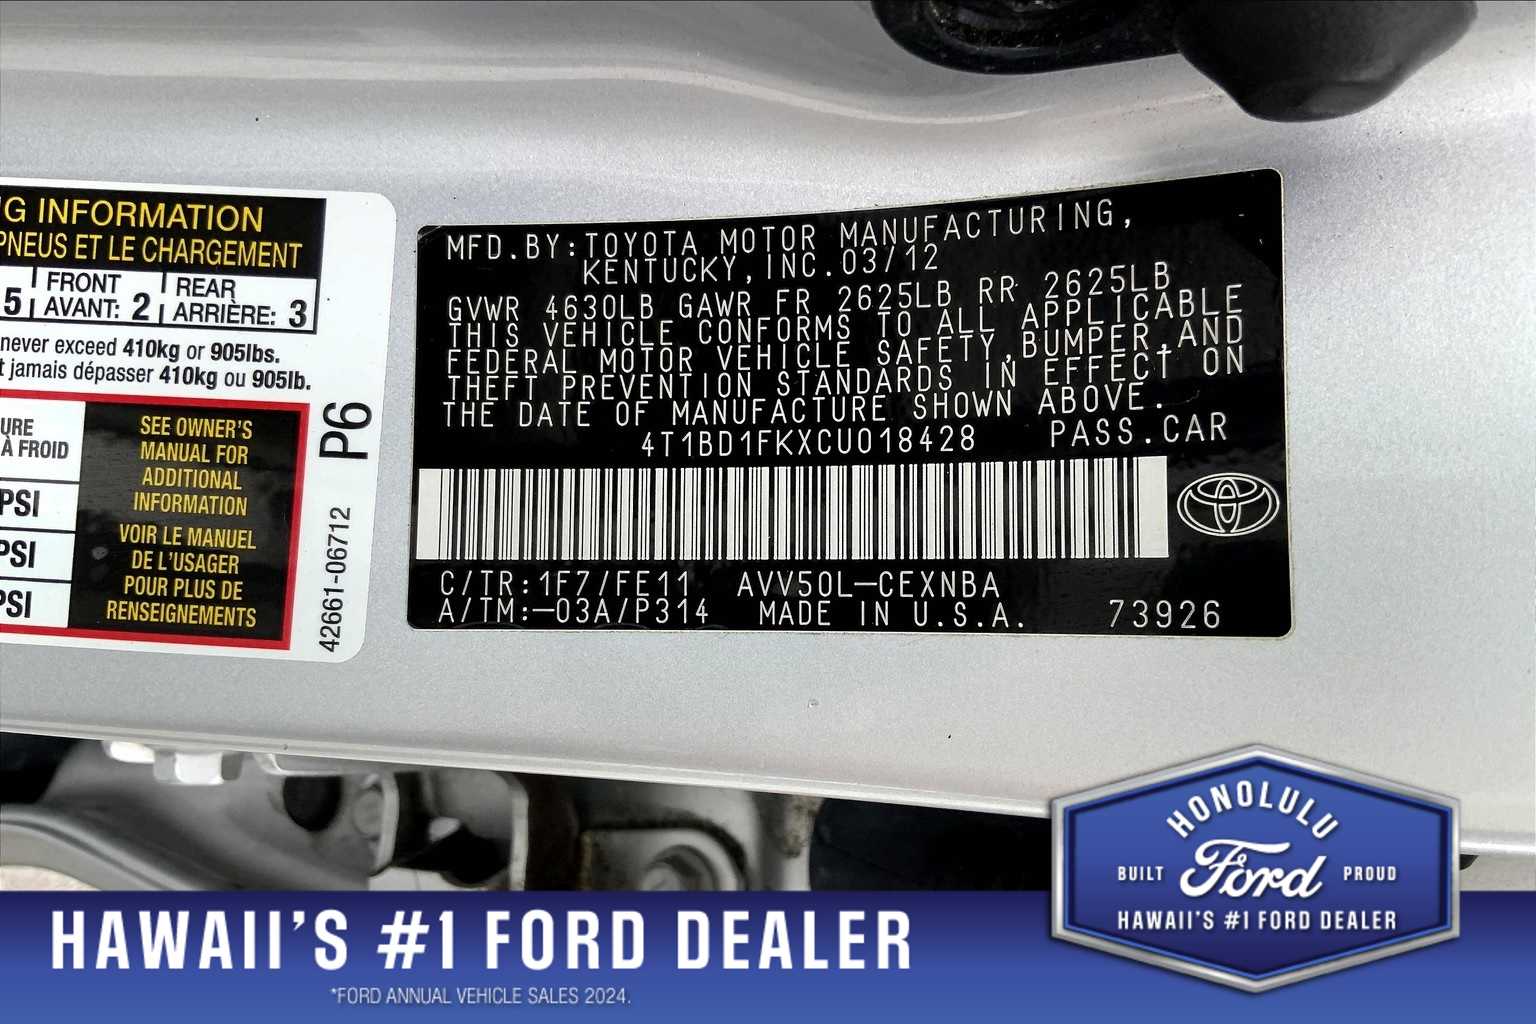 G INFORMATION
PNEUS ET LE CHARGEMENT
5 FRONT AVANT: 2 REAR ARRIÈRE: 3
never exceed 410kg or 905lbs.
jamais dépasser 410kg ou 905lb.
URE
À FROID
PSI
PSI
PSI
SEE OWNER'S
MANUAL FOR
ADDITIONAL
INFORMATION
VOIR LE MANUEL
DE L'USAGER
POUR PLUS DE
RENSEIGNEMENTS
P6
42661-06712
MFD.BY:TOYOTA MOTOR MANUFACTURING,
KENTUCKY,INC.03/12
GVWR 4630LB GAWR FR 2625LB RR 2625LB
THIS VEHICLE CONFORMS TO ALL APPLICABLE
FEDERAL MOTOR VEHICLE SAFETY,BUMPER,AND
THEFT PREVENTION STANDARDS IN EFFECT ON
THE DATE OF MANUFACTURE SHOWN ABOVE.
4T1BD1FKXCU018428 PASS.CAR
C/TR:1F7/FE11 AVV50L-CEXNBA
A/TM:-03A/P314 MADE IN U.S.A. 73926
HONOLULU
BUILT Ford PROUD
HAWAII'S #1 FORD DEALER
HAWAII'S #1 FORD DEALER
*FORD ANNUAL VEHICLE SALES 2024.